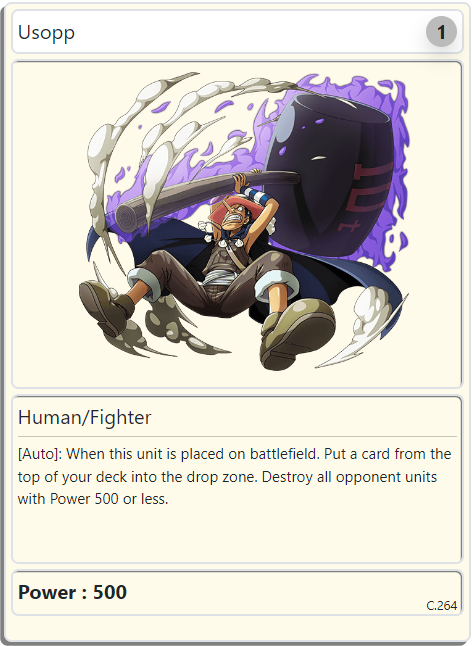 Usopp
1
10
t
Human/Fighter
[Auto]: When this unit is placed on battlefield. Put a card from the
top of your deck into the drop zone. Destroy all opponent units
with Power 500 or less.
Power : 500
C.264